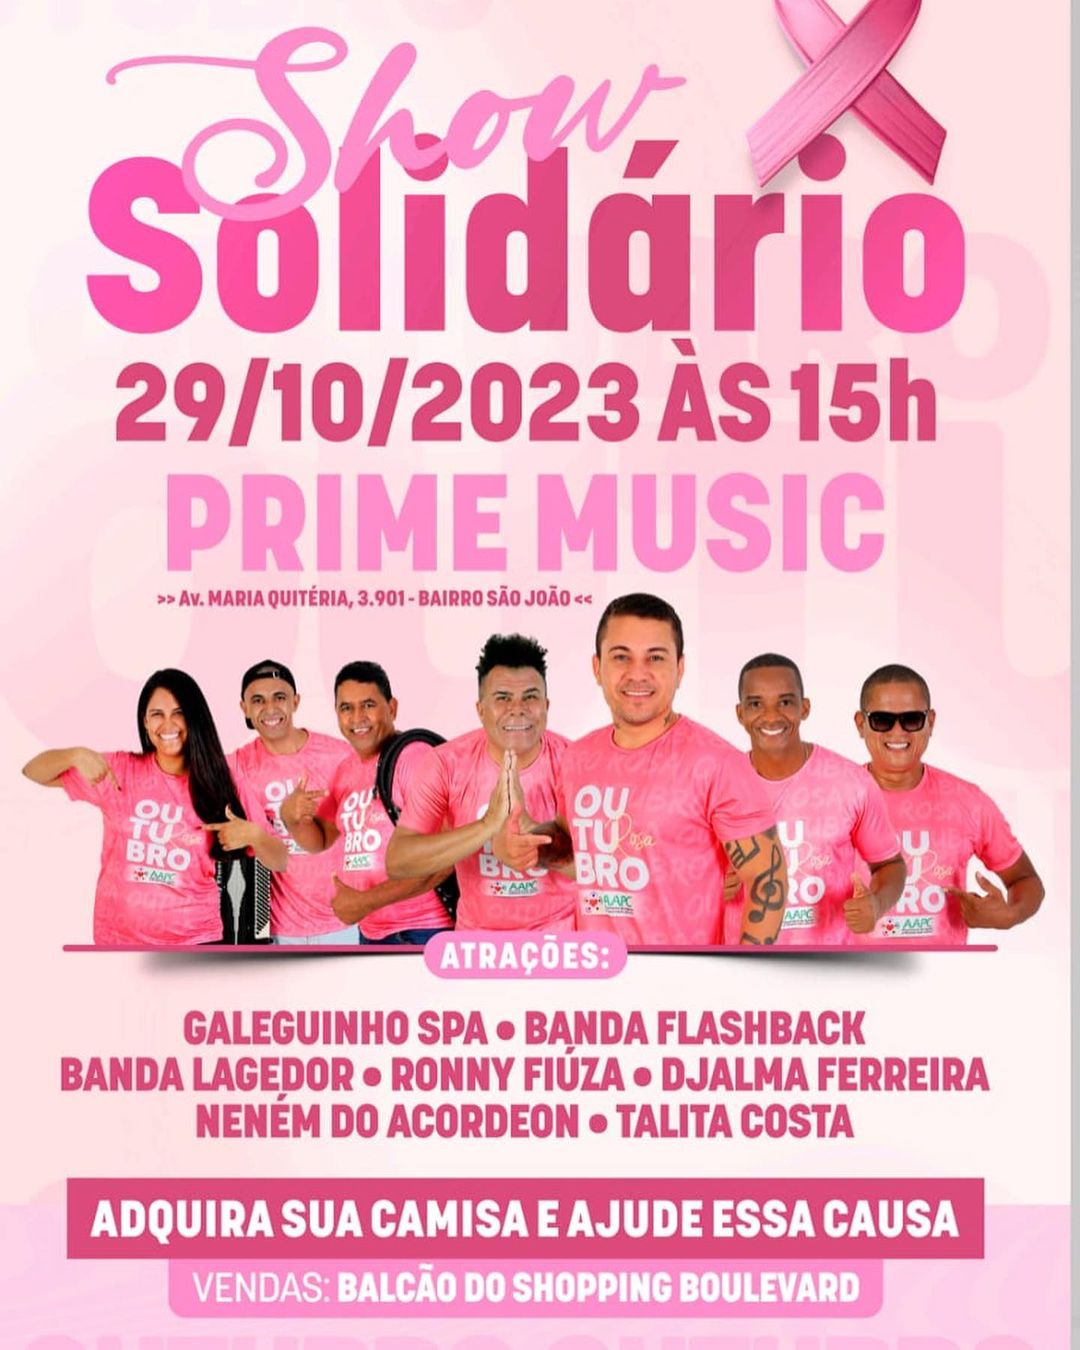 Show
Solidário
29/10/2023 ÀS 15h
PRIME MUSIC
>> Av. MARIA QUITÉRIA, 3.901 - BAIRRO SÃO JOÃO <<
OU
TU Rosa
BRO
AAPC
ATRAÇÕES:
GALEGUINHO SPA • BANDA FLASHBACK
BANDA LAGEDOR • RONNY FIÚZA • DJALMA FERREIRA
NENÉM DO ACORDEON • TALITA COSTA
ADQUIRA SUA CAMISA E AJUDE ESSA CAUSA
VENDAS: BALCÃO DO SHOPPING BOULEVARD